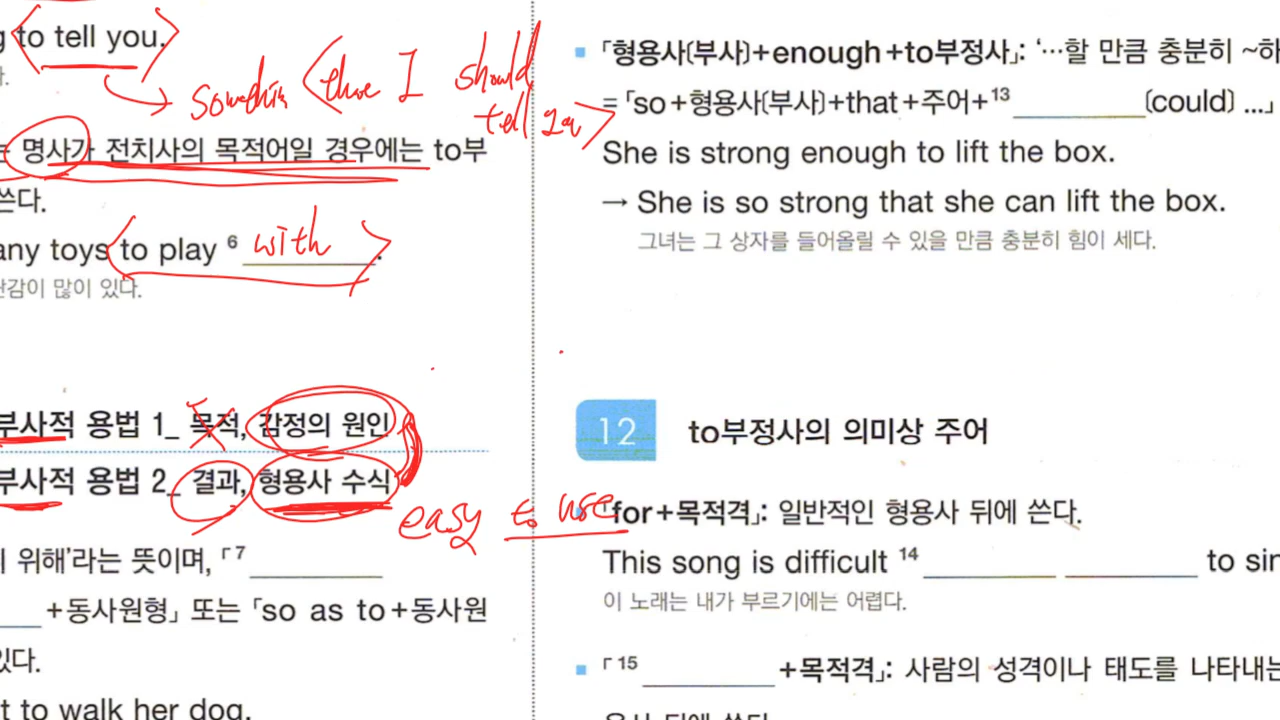 to tell you.
→ somethin that I should
tell you
명사가 전치사의 목적어일 경우에는 to부
쓴다.
any toys to play 6 with.
난감이 많이 있다.
부사적 용법 1_ 목적, 감정의 원인
부사적 용법 2_ 결과, 형용사 수식
easy to use
위해’라는 뜻이며, 「7 ________
____ +동사원형」 또는 「so as to+동사원
있다.
t to walk her dog.
「형용사(부사)+enough+to부정사」: ‘…할 만큼 충분히 ~하
= 「so+형용사(부사)+that+주어+13 ________ (could) …」
She is strong enough to lift the box.
→ She is so strong that she can lift the box.
그녀는 그 상자를 들어올릴 수 있을 만큼 충분히 힘이 세다.
12 to부정사의 의미상 주어
「for+목적격」: 일반적인 형용사 뒤에 쓴다.
This song is difficult 14 ________ ________ to sin
이 노래는 내가 부르기에는 어렵다.
「15 ________ +목적격」: 사람의 성격이나 태도를 나타내는